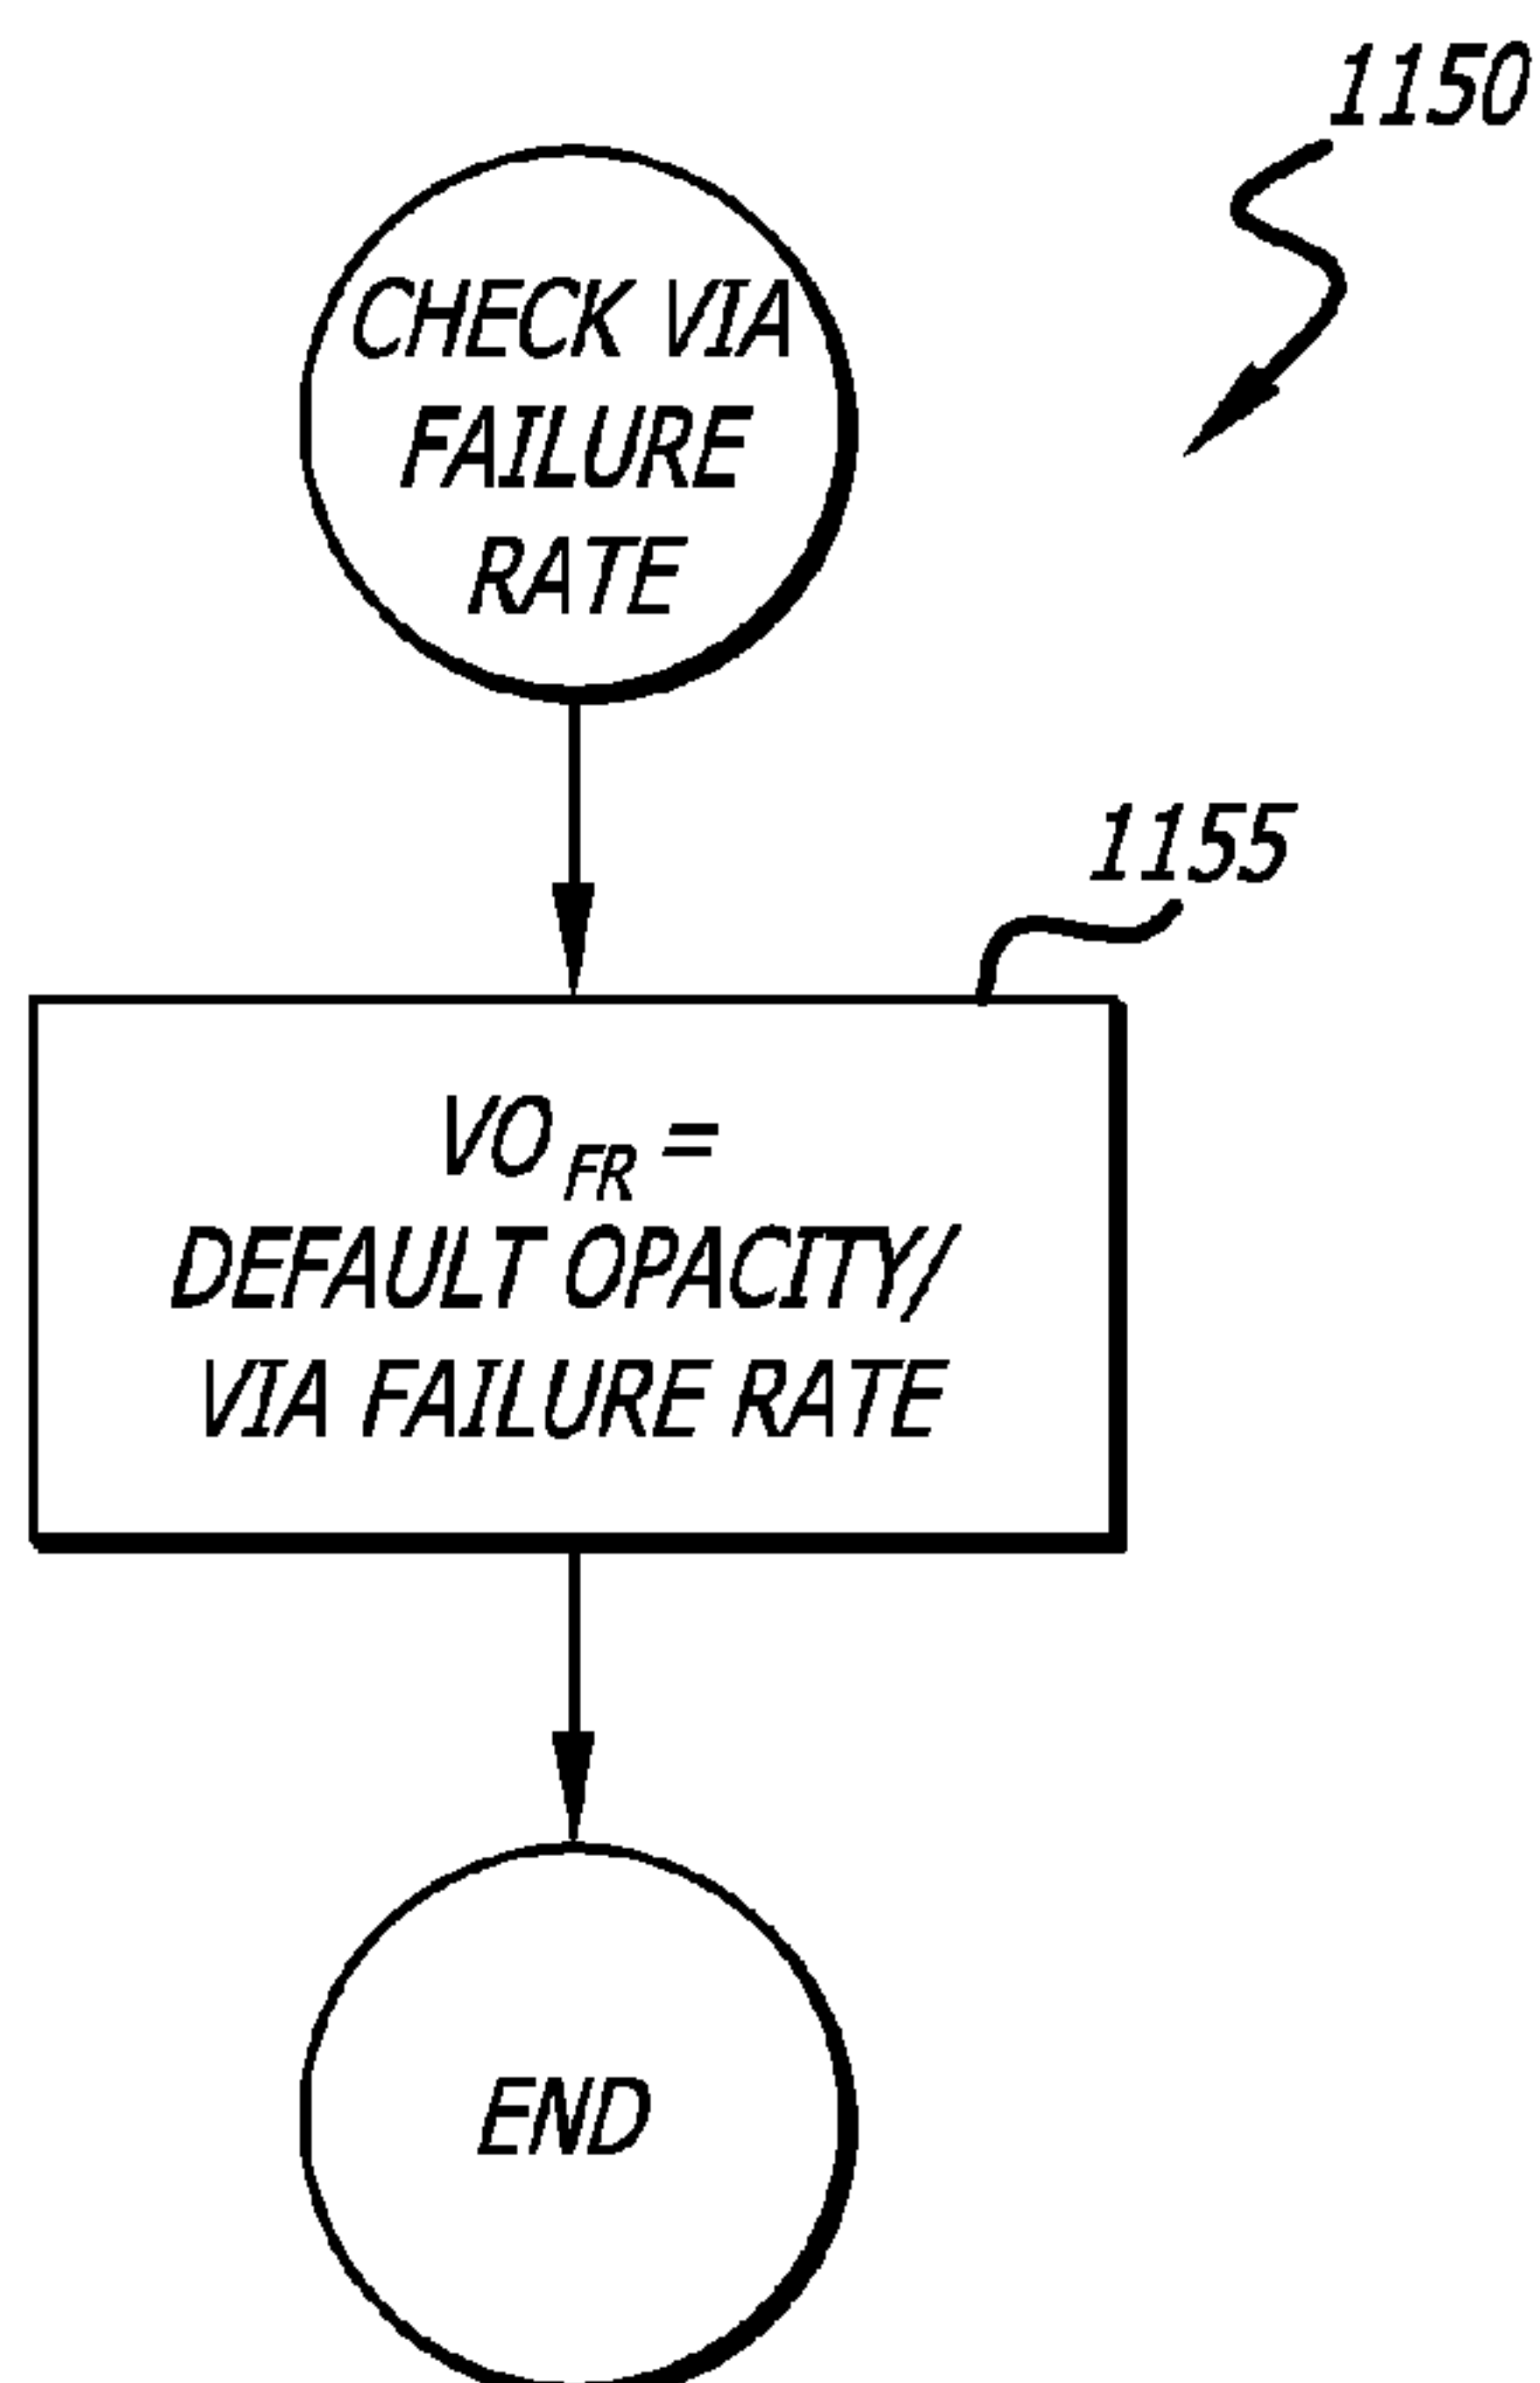 1150
CHECK VIA
FAILURE
RATE
1155
VO FR =
DEFAULT OPACITY/
VIA FAILURE RATE
END